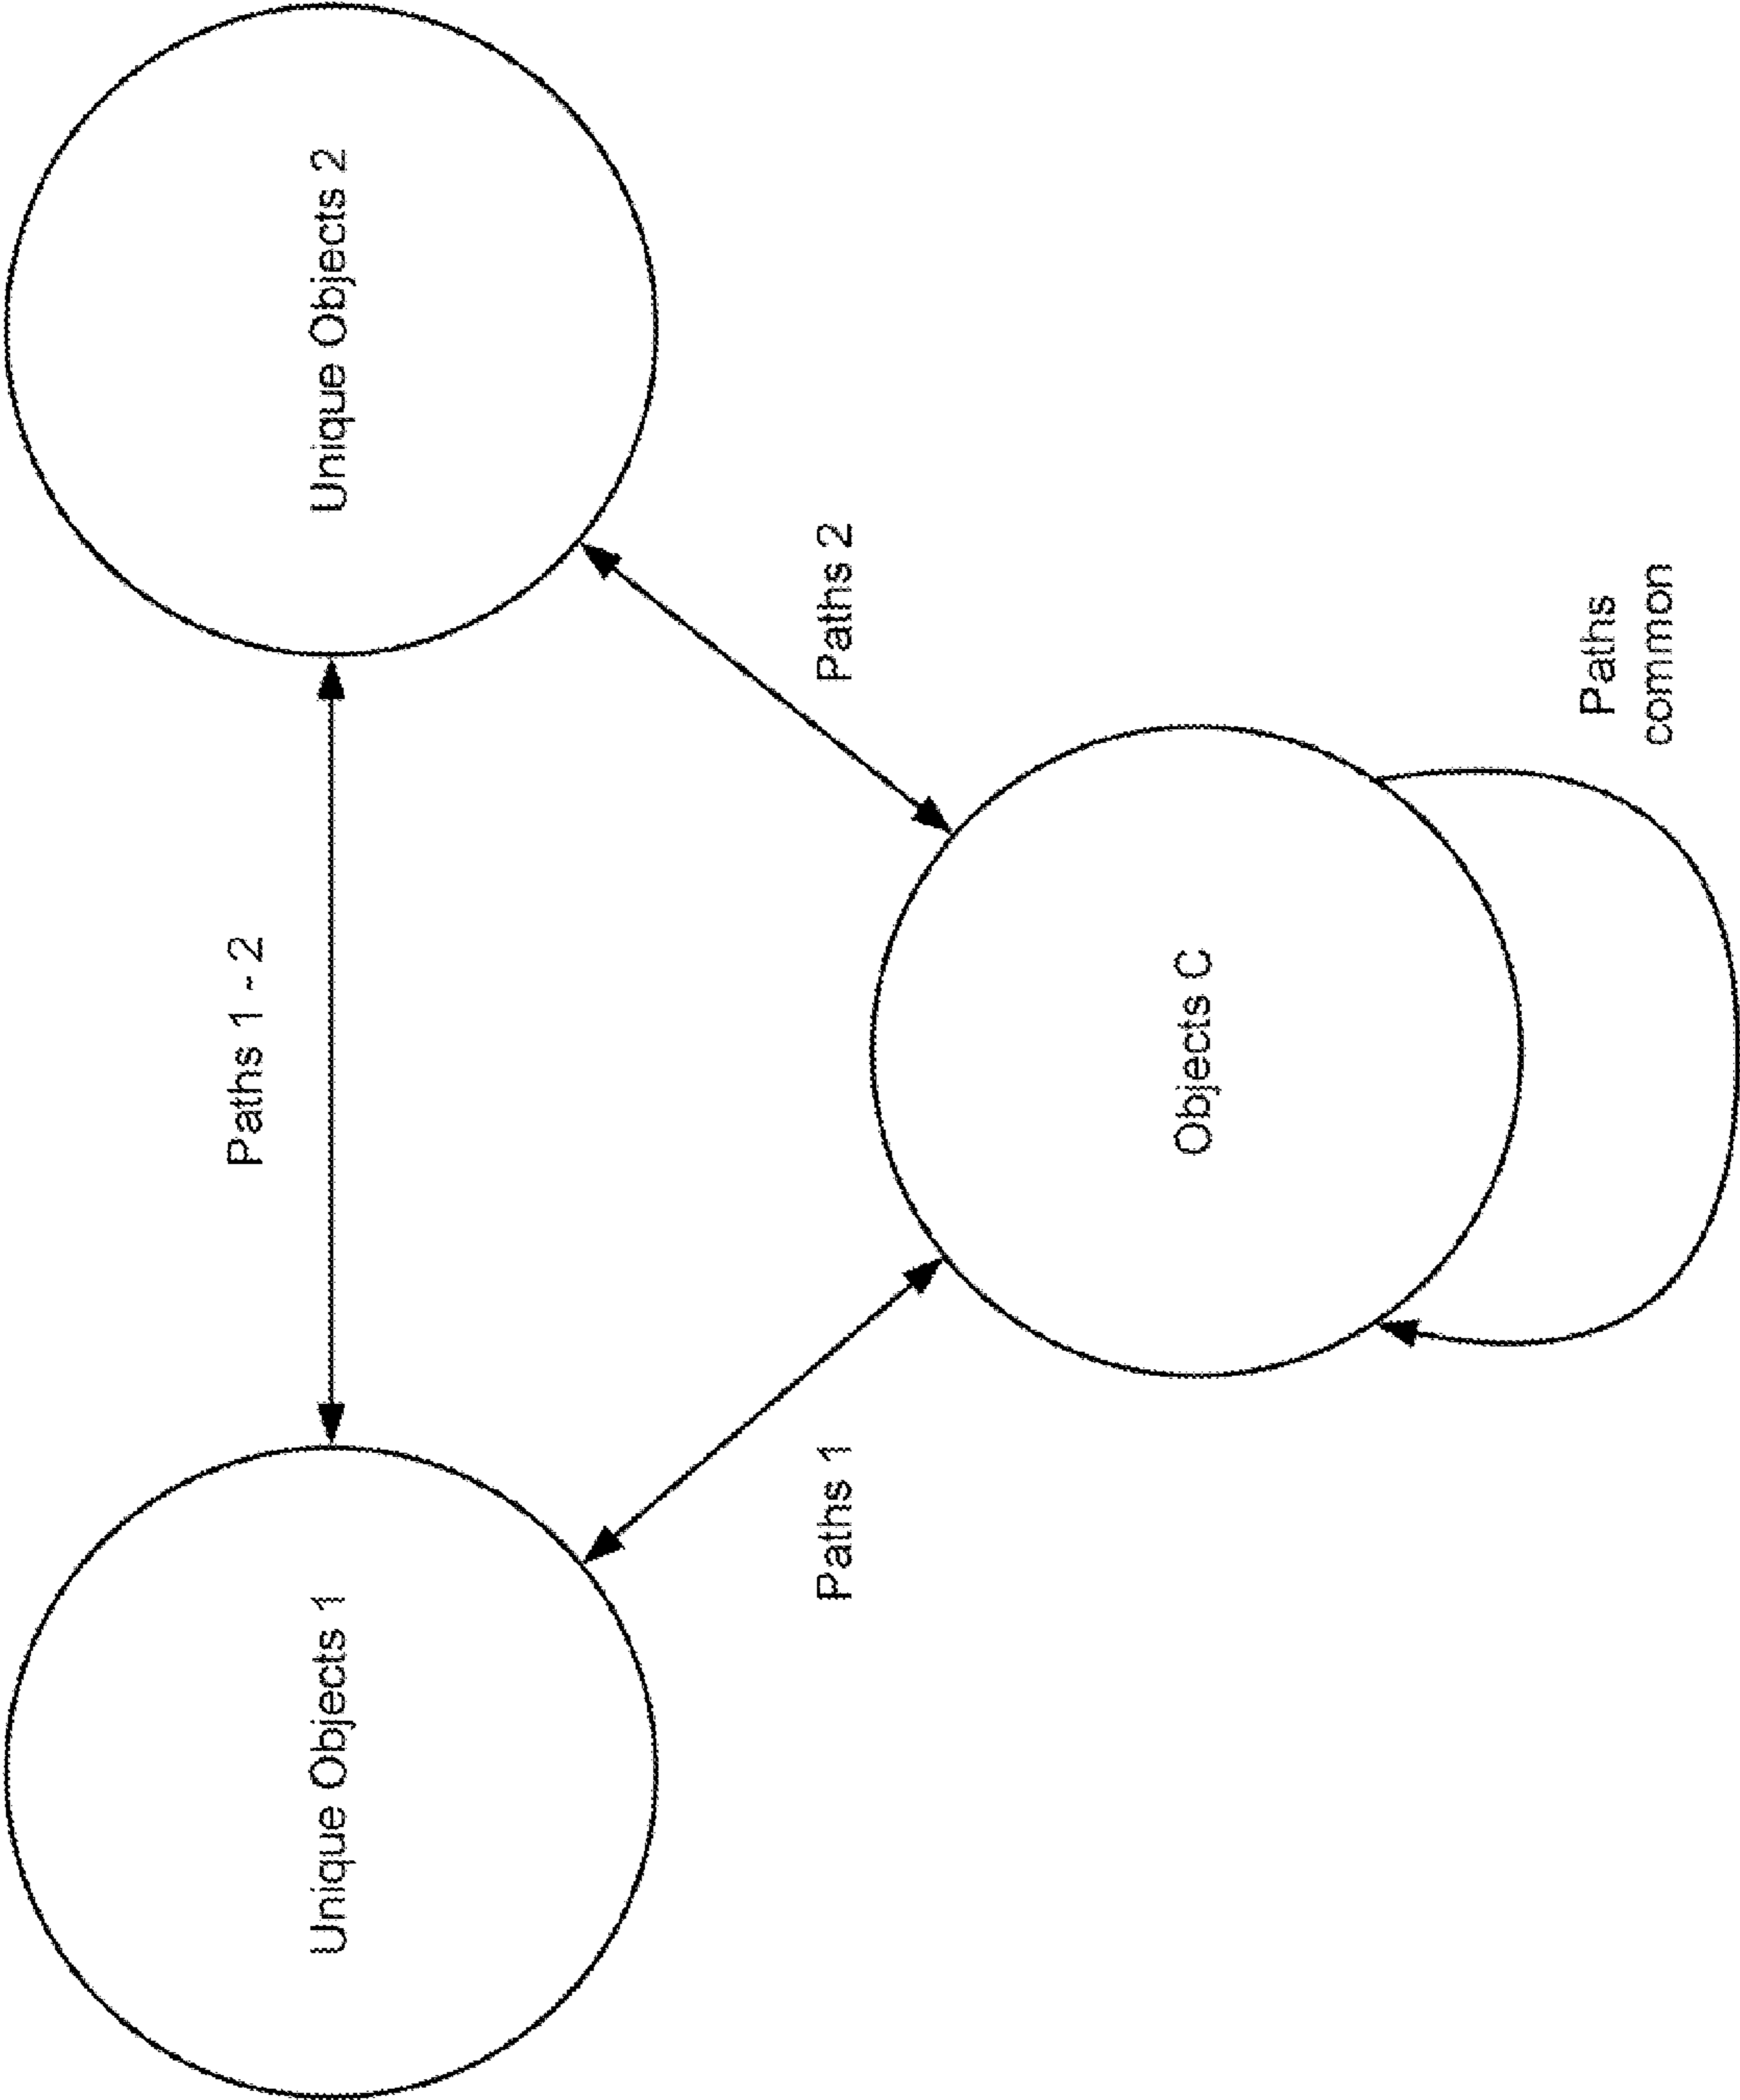 Paths 1 - 2
Unique Objects 1
Unique Objects 2
Paths 1
Paths 2
Objects C
Paths
common